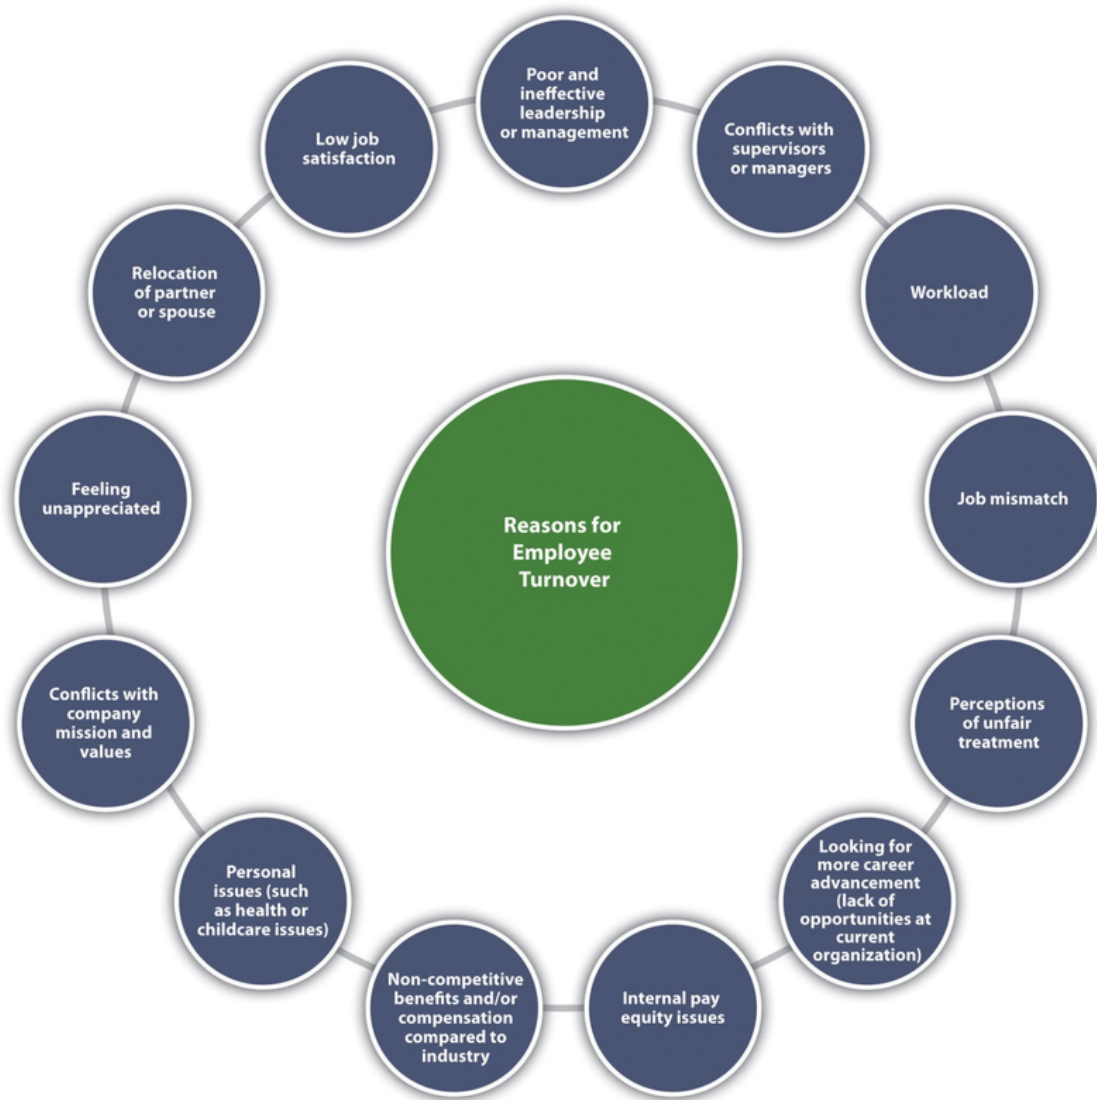 Poor and
ineffective
leadership
or management
Conflicts with
supervisors
or managers
Workload
Job mismatch
Perceptions
of unfair
treatment
Looking for
more career
advancement
(lack of
opportunities at
current
organization)
Internal pay
equity issues
Non-competitive
benefits and/or
compensation
compared to
industry
Personal
issues (such
as health or
childcare issues)
Conflicts with
company
mission and
values
Feeling
unappreciated
Relocation
of partner
or spouse
Low job
satisfaction
Reasons for
Employee
Turnover